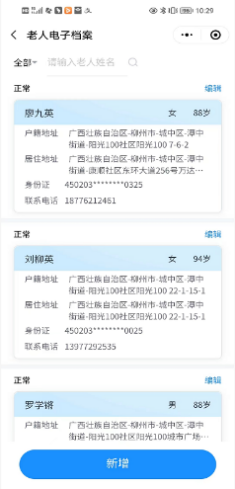 10:29
老人电子档案
全部
请输入老人姓名
正常
编辑
廖九英 女 88岁
户籍地址 广西壮族自治区-柳州市-城中区-潭中
街道-阳光100社区阳光100 7-6-2
居住地址 广西壮族自治区-柳州市-城中区-潭中
街道-庞顺社区东环大道256号万达…
身份证 450203********0325
联系电话 18776212461
正常
编辑
刘柳英 女 94岁
户籍地址 广西壮族自治区-柳州市-城中区-潭中
街道-阳光100社区阳光100 22-1-15-1
居住地址 广西壮族自治区-柳州市-城中区-潭中
街道-阳光100社区阳光100 22-1-15-1
身份证 450203********0025
联系电话 13977292535
正常
编辑
罗学锵 男 88岁
户籍地址 广西壮族自治区-柳州市-城中区-潭中
街道-阳光100社区阳光100城市广场…
新增